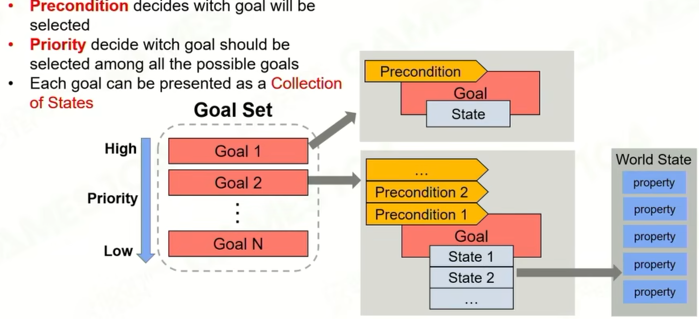 • Precondition decides witch goal will be
selected
• Priority decide witch goal should be
selected among all the possible goals
• Each goal can be presented as a Collection
of States
Goal Set
High
Priority
Low
Goal 1
Goal 2
⋮
Goal N
Precondition
Goal
State
...
Precondition 2
Precondition 1
Goal
State 1
State 2
...
World State
property
property
property
property
property